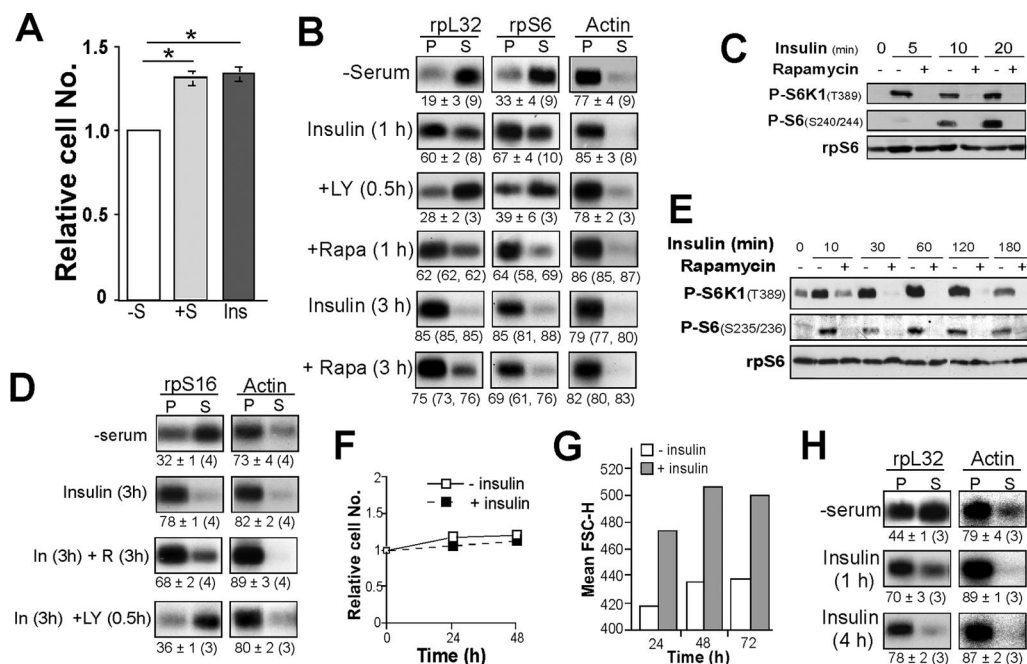 A
Relative cell No.
1.5
1.0
0.5
0
*
*
-S +S Ins
B
rpL32 rpS6 Actin
P S P S P S
-Serum
19 ± 3 (9) 33 ± 4 (9) 77 ± 4 (9)
Insulin (1 h)
60 ± 2 (8) 67 ± 4 (10) 85 ± 3 (8)
+LY (0.5h)
28 ± 2 (3) 39 ± 6 (3) 78 ± 2 (3)
+Rapa (1 h)
62 (62, 62) 64 (58, 69) 86 (85, 87)
Insulin (3 h)
85 (85, 85) 85 (81, 88) 79 (77, 80)
+ Rapa (3 h)
75 (73, 76) 69 (61, 76) 82 (80, 83)
C
Insulin (min) 0 5 10 20
Rapamycin - - + - + - +
P-S6K1(T389)
P-S6(S240/244)
rpS6
D
rpS16 Actin
P S P S
-serum
32 ± 1 (4) 73 ± 4 (4)
Insulin (3h)
78 ± 1 (4) 82 ± 2 (4)
In (3h) + R (3h)
68 ± 2 (4) 89 ± 3 (4)
In (3h) +LY (0.5h)
36 ± 1 (3) 80 ± 2 (3)
E
Insulin (min) 0 10 30 60 120 180
Rapamycin - - + - + - + - + - +
P-S6K1(T389)
P-S6(S235/236)
rpS6
F
Relative cell No.
2
1.5
1
0.5
0
- insulin
+ insulin
0 24 48
Time (h)
G
Mean FSC-H
- insulin
+ insulin
520
500
480
460
440
420
400
24 48 72
Time (h)
H
rpL32 Actin
P S P S
-serum
44 ± 1 (3) 79 ± 4 (3)
Insulin
(1 h)
70 ± 3 (3) 89 ± 1 (3)
Insulin
(4 h)
78 ± 2 (3) 87 ± 2 (3)